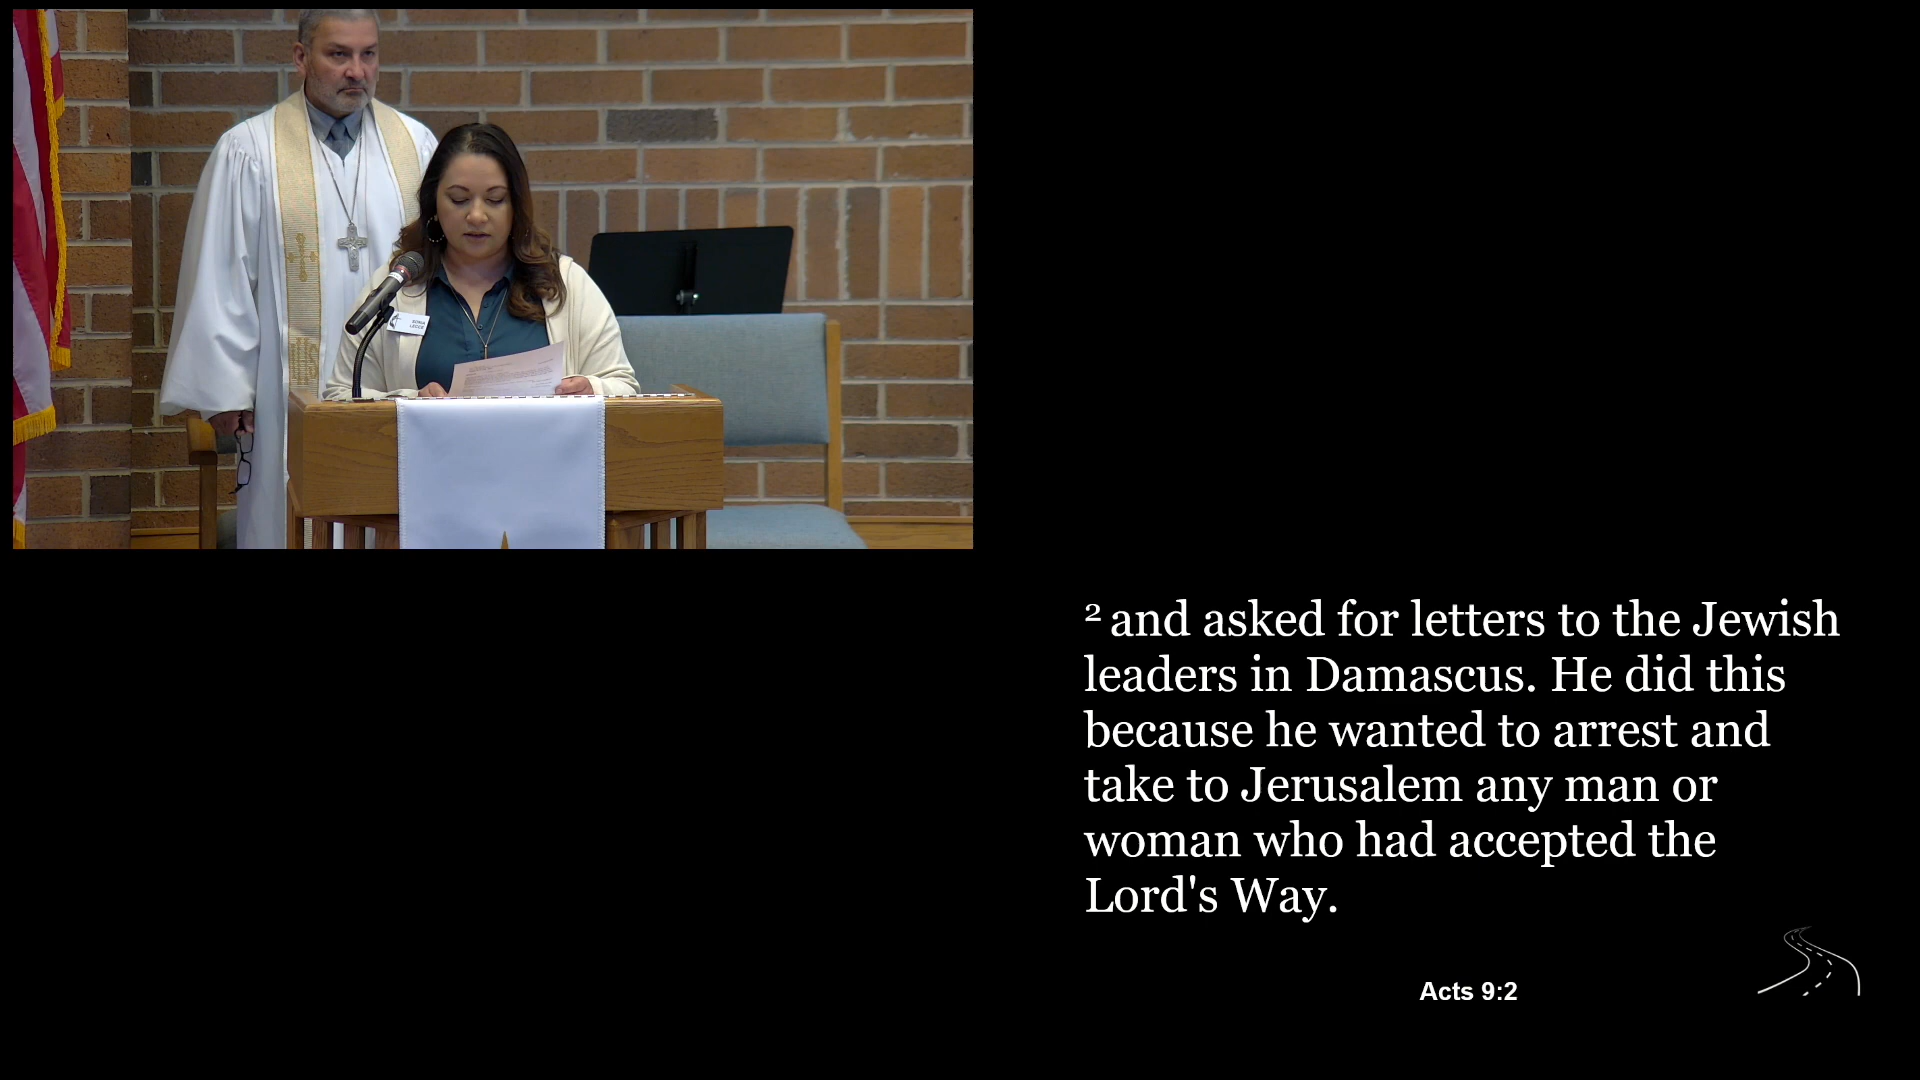 ² and asked for letters to the Jewish
leaders in Damascus. He did this
because he wanted to arrest and
take to Jerusalem any man or
woman who had accepted the
Lord's Way.
Acts 9:2